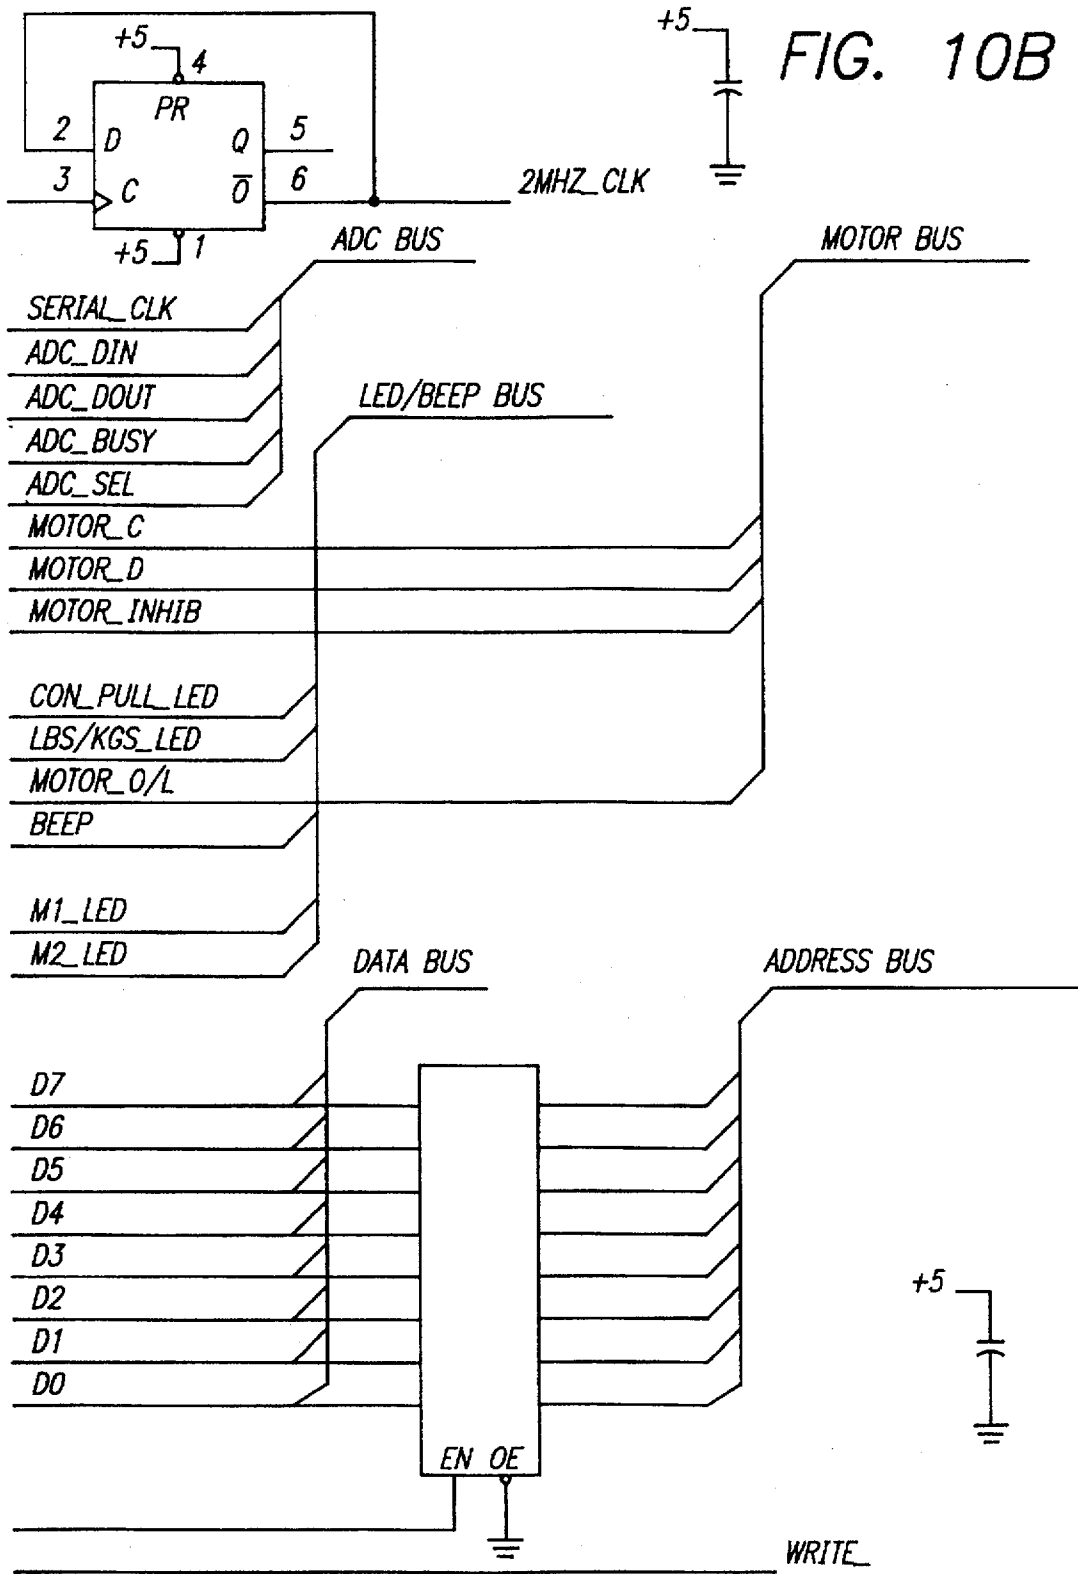 FIG. 10B
+5
+5
4
PR
2
D
Q
5
3
C
O
6
2MHZ_CLK
+5
1
ADC BUS
MOTOR BUS
SERIAL_CLK
ADC_DIN
ADC_DOUT
LED/BEEP BUS
ADC_BUSY
ADC_SEL
MOTOR_C
MOTOR_D
MOTOR_INHIB
CON_PULL_LED
LBS/KGS_LED
MOTOR_O/L
BEEP
M1_LED
M2_LED
DATA BUS
ADDRESS BUS
D7
D6
D5
D4
D3
D2
D1
D0
+5
EN OE
WRITE_